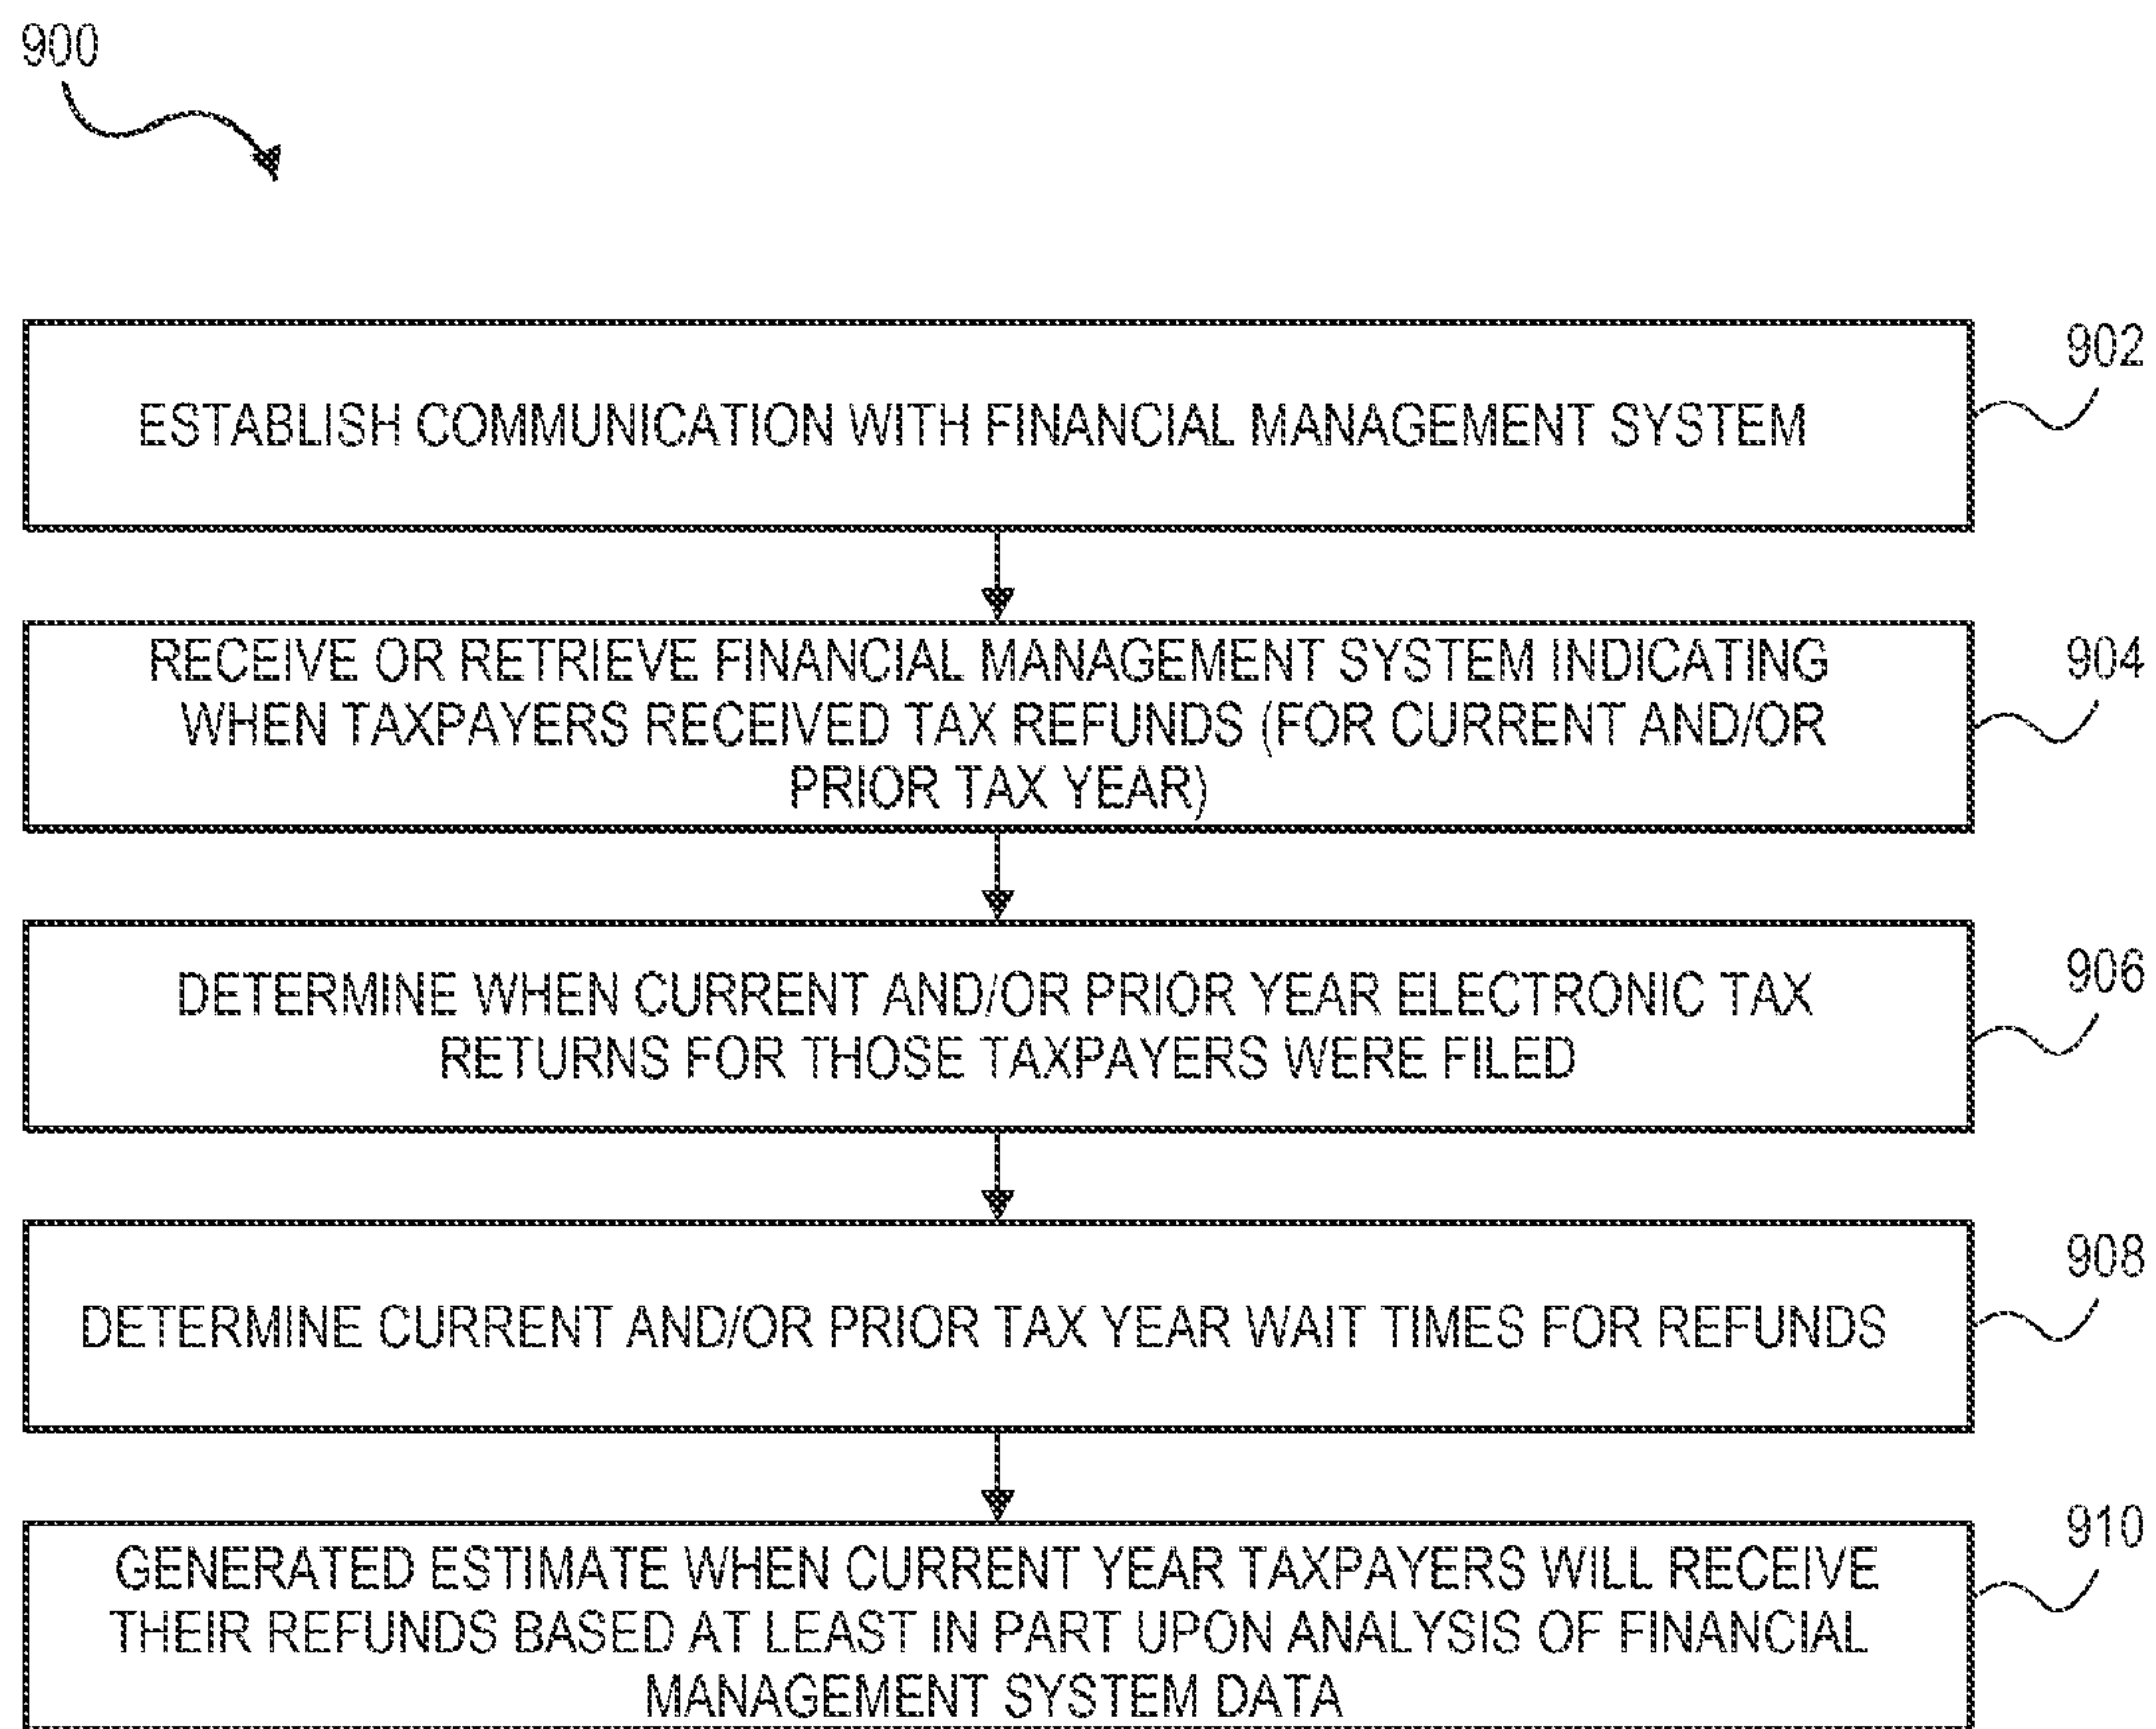 900
902
ESTABLISH COMMUNICATION WITH FINANCIAL MANAGEMENT SYSTEM
904
RECEIVE OR RETRIEVE FINANCIAL MANAGEMENT SYSTEM INDICATING
WHEN TAXPAYERS RECEIVED TAX REFUNDS (FOR CURRENT AND/OR
PRIOR TAX YEAR)
906
DETERMINE WHEN CURRENT AND/OR PRIOR YEAR ELECTRONIC TAX
RETURNS FOR THOSE TAXPAYERS WERE FILED
908
DETERMINE CURRENT AND/OR PRIOR TAX YEAR WAIT TIMES FOR REFUNDS
910
GENERATED ESTIMATE WHEN CURRENT YEAR TAXPAYERS WILL RECEIVE
THEIR REFUNDS BASED AT LEAST IN PART UPON ANALYSIS OF FINANCIAL
MANAGEMENT SYSTEM DATA